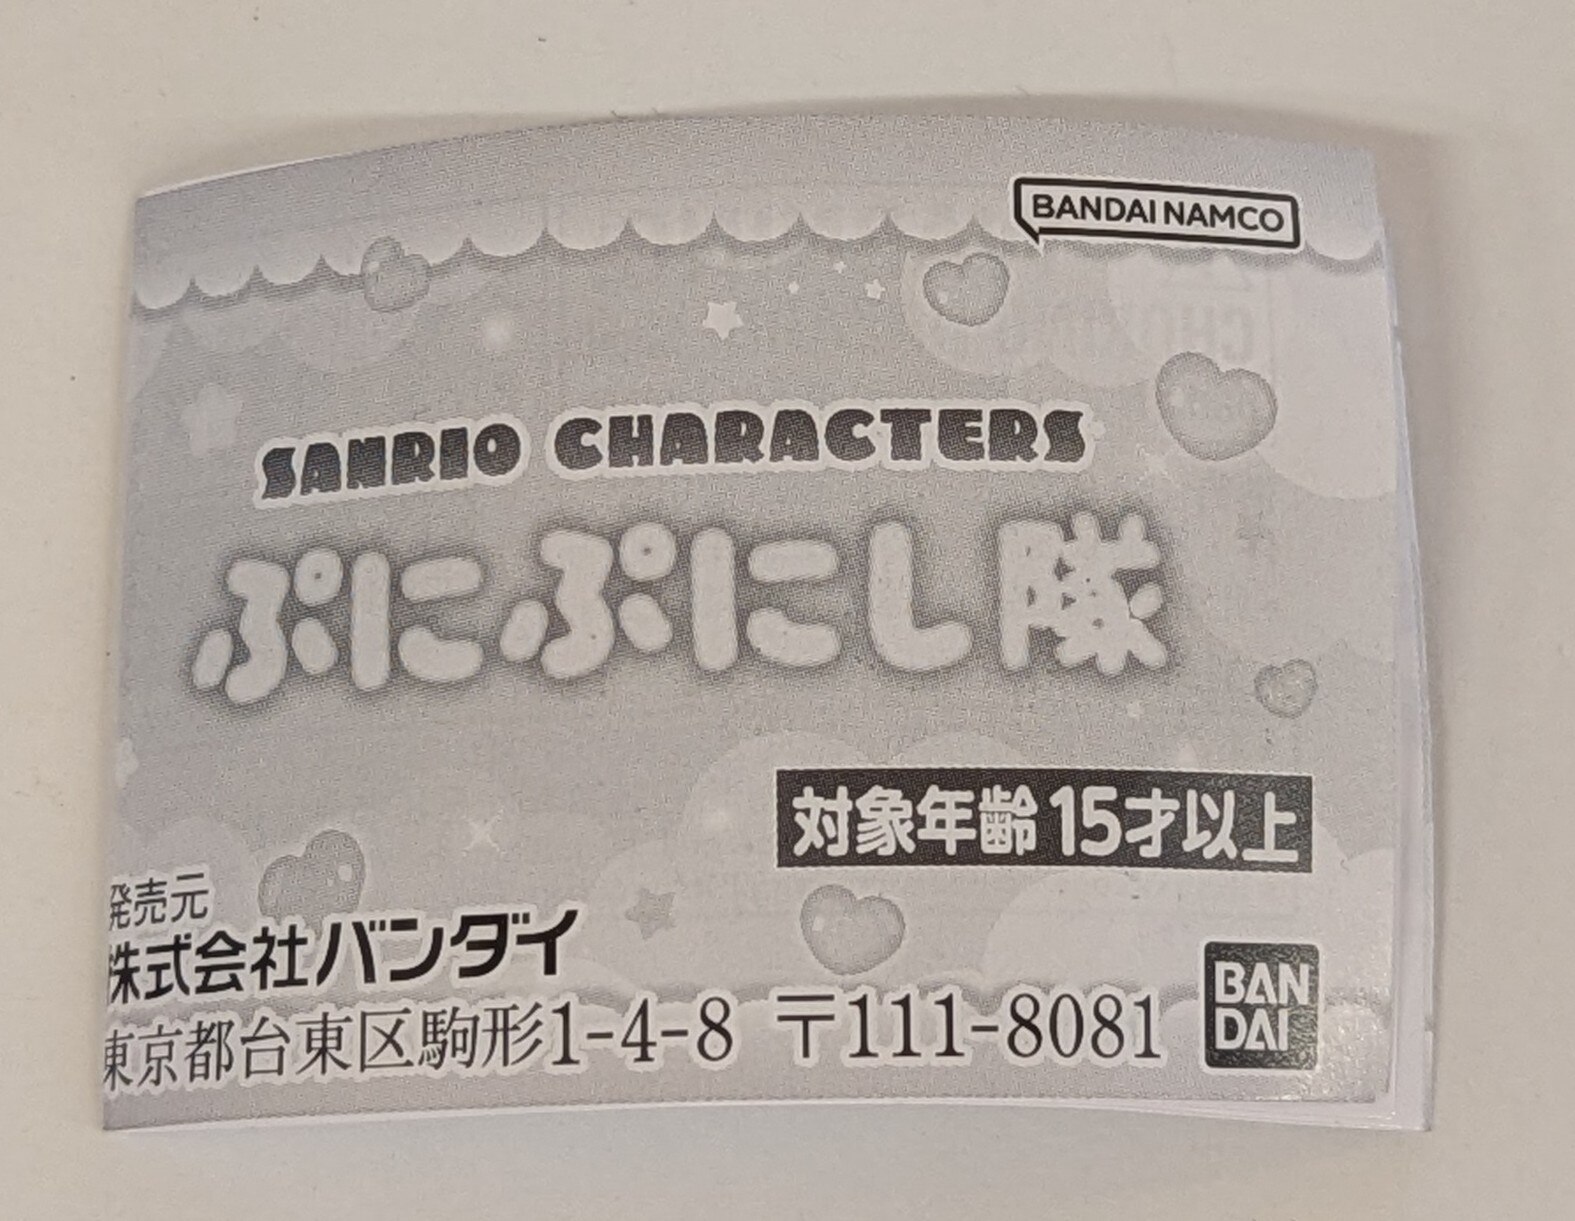 BANDAI NAMCO
SANRIO CHARACTERS
ぷにぷにし隊
対象年齢15才以上
発売元
株式会社バンダイ
東京都台東区駒形1-4-8 〒111-8081
BAN
DAI